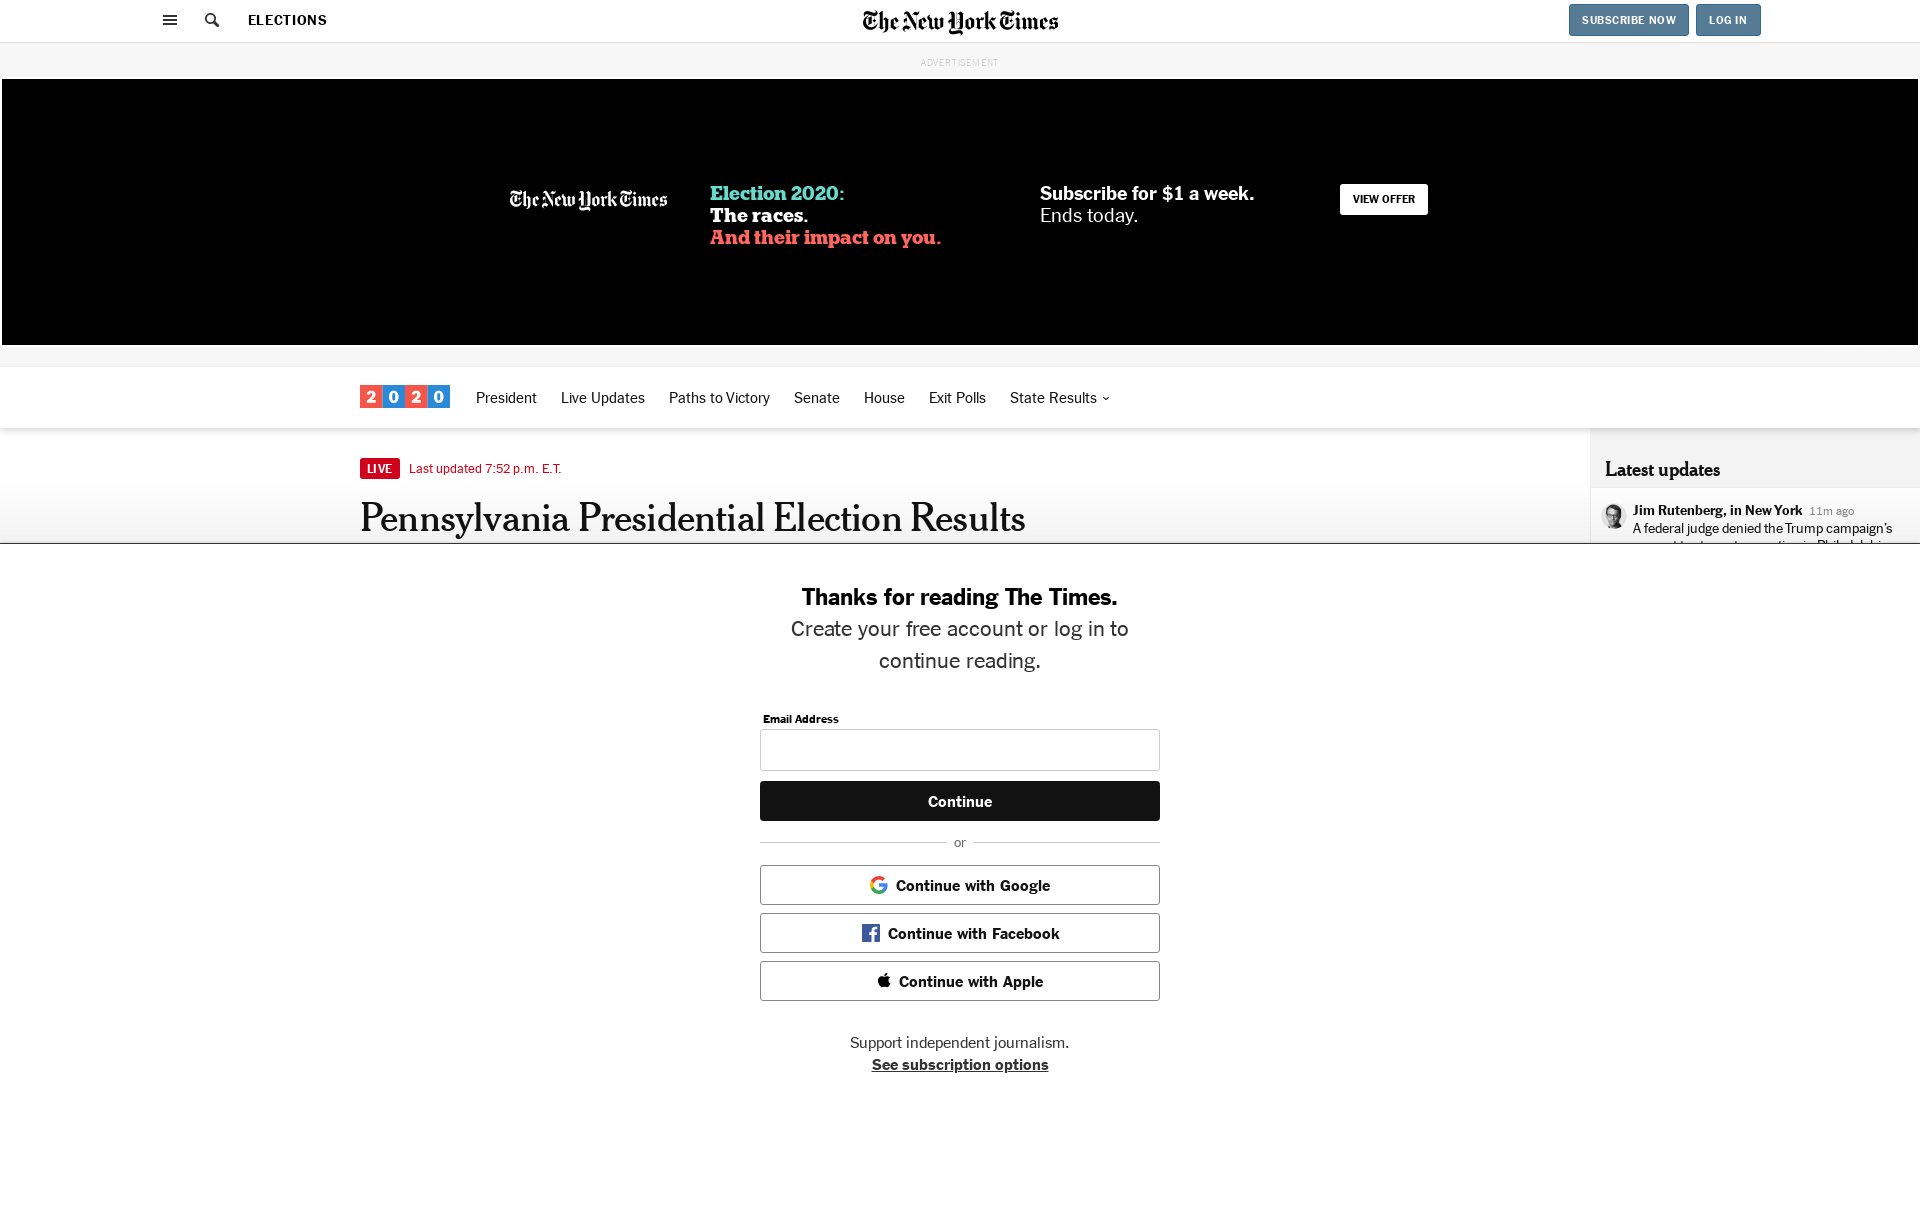 ELECTIONS
The New York Times
SUBSCRIBE NOW
LOG IN
ADVERTISEMENT
The New York Times
Election 2020:
The races.
And their impact on you.
Subscribe for $1 a week.
Ends today.
VIEW OFFER
2020
President
Live Updates
Paths to Victory
Senate
House
Exit Polls
State Results
LIVE
Last updated 7:52 p.m. E.T.
Pennsylvania Presidential Election Results
Latest updates
Jim Rutenberg, in New York 11m ago
A federal judge denied the Trump campaign's
Thanks for reading The Times.
Create your free account or log in to
continue reading.
Email Address
Continue
or
Continue with Google
Continue with Facebook
Continue with Apple
Support independent journalism.
See subscription options